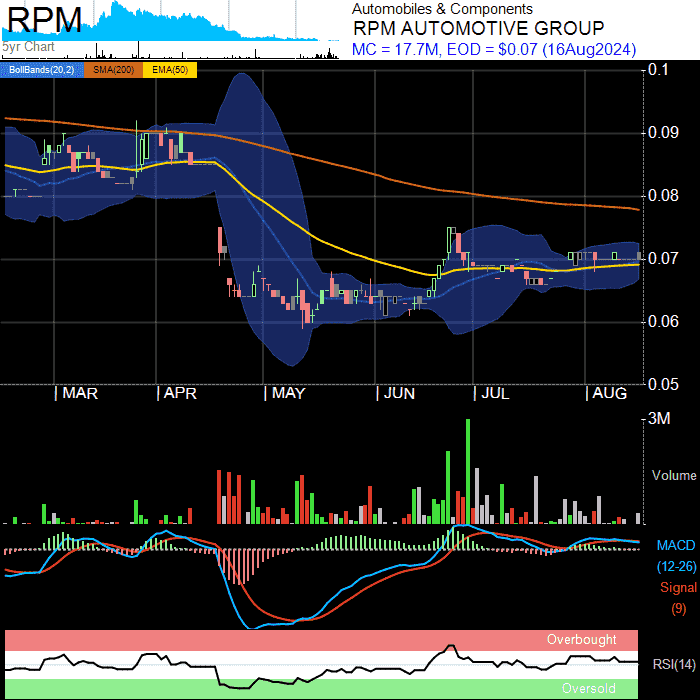 RPM
5yr Chart
Automobiles & Components
RPM AUTOMOTIVE GROUP
MC = 17.7M, EOD = $0.07 (16Aug2024)
BollBands(20,2) SMA(200) EMA(50)
0.1
0.09
0.08
0.07
0.06
0.05
MAR APR MAY JUN JUL AUG
3M
Volume
MACD
(12-26)
Signal
(9)
Overbought
RSI(14)
Oversold